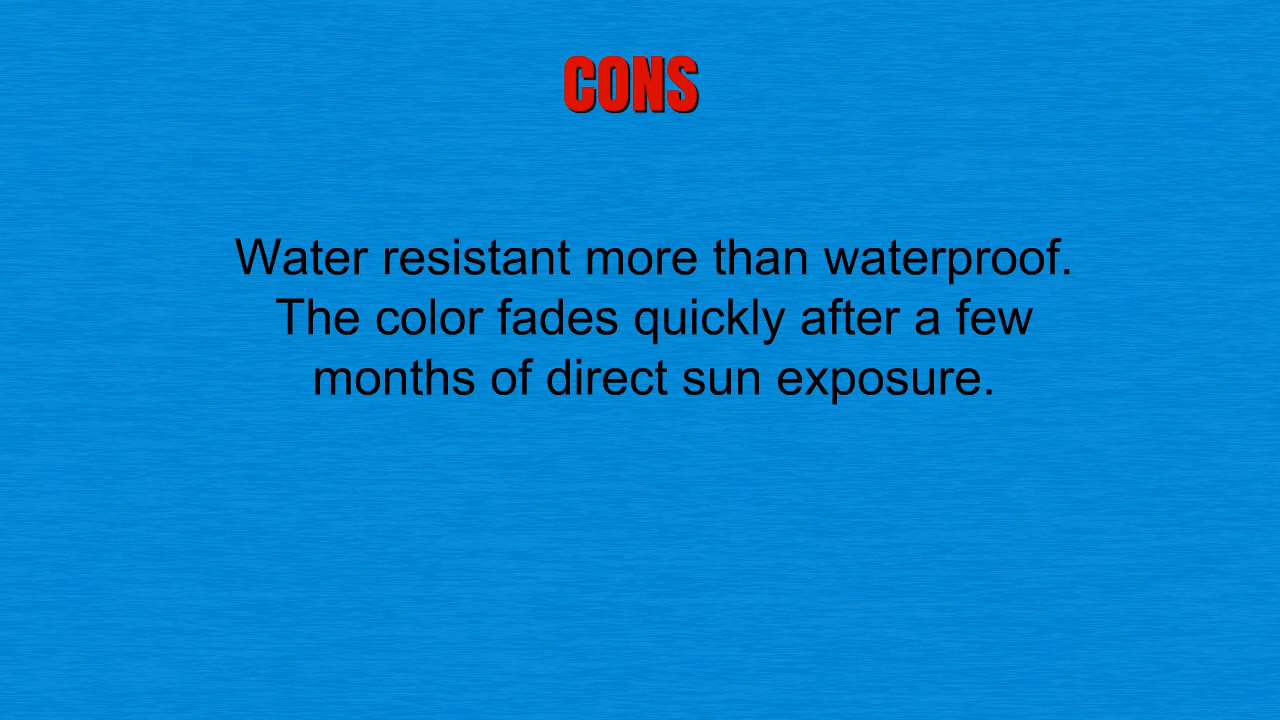 CONS
Water resistant more than waterproof.
The color fades quickly after a few
months of direct sun exposure.